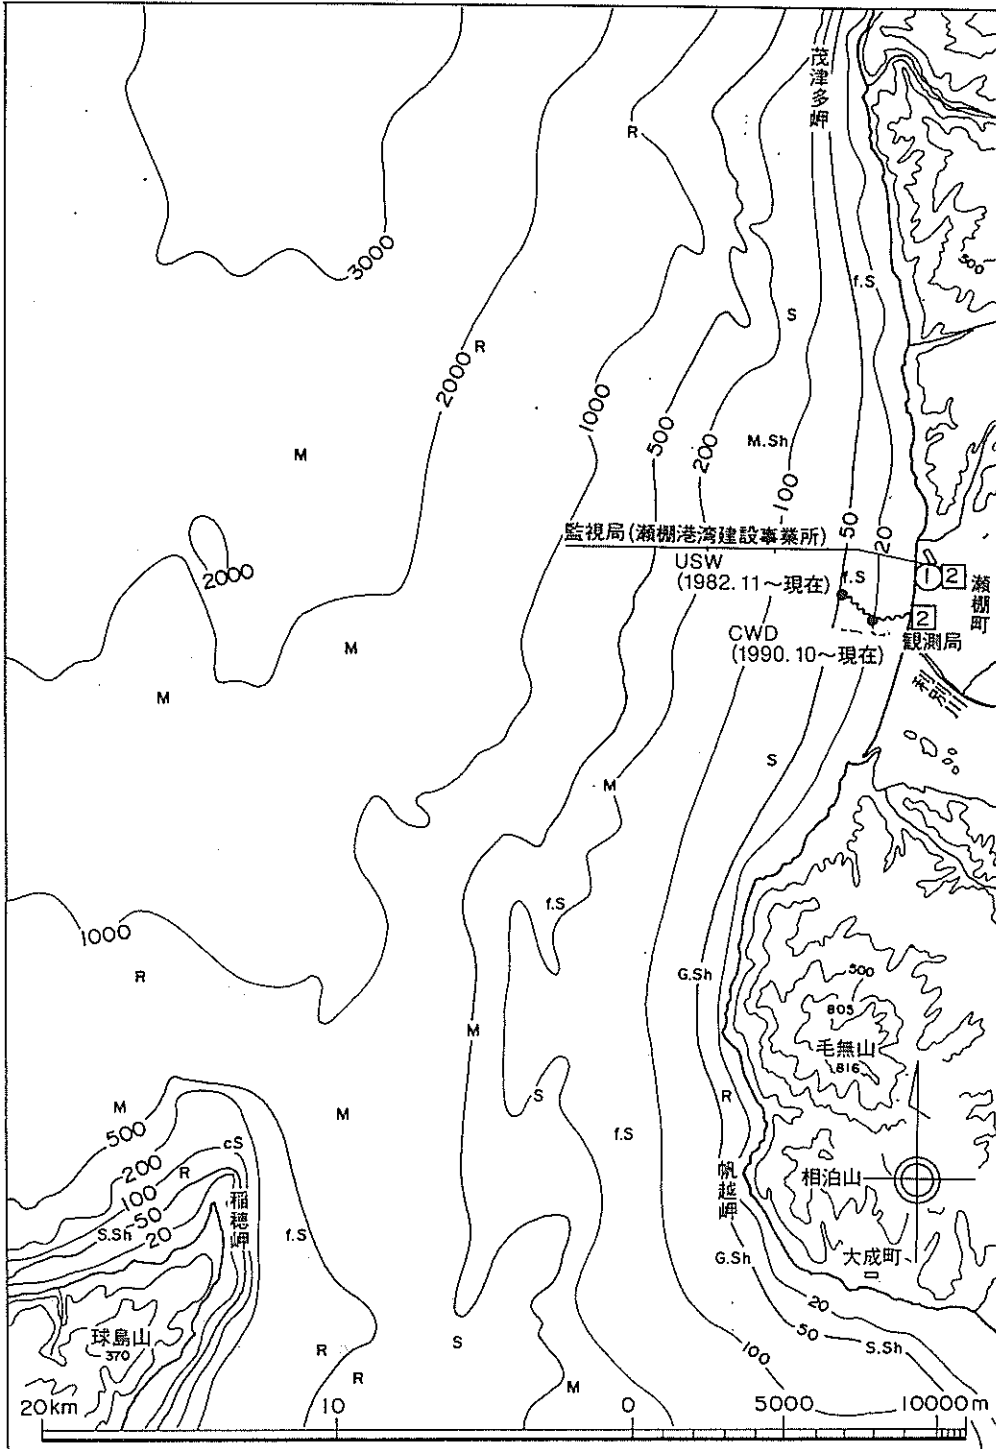 茂津多岬
R
3000
500
f.S
S
R
2000
1000
500
200
M.Sh
M
100
50
20
監視局(瀬棚港湾建設事業所)
USW
(1982.11～現在)
f.S
1
2
瀬棚町
2000
2
CWD
(1990.10～現在)
観測局
M
利別川
M
S
M
f.S
1000
R
G.Sh
500
805
毛無山
816
M
S
R
M
M
500
f.S
cS
200
R
100
帆越岬
相泊山
稲穂岬
50
S.Sh
20
f.S
G.Sh
大成町
20
50
球島山
370
S
S.Sh
R
100
R
M
20km
10
0
5000
10000m